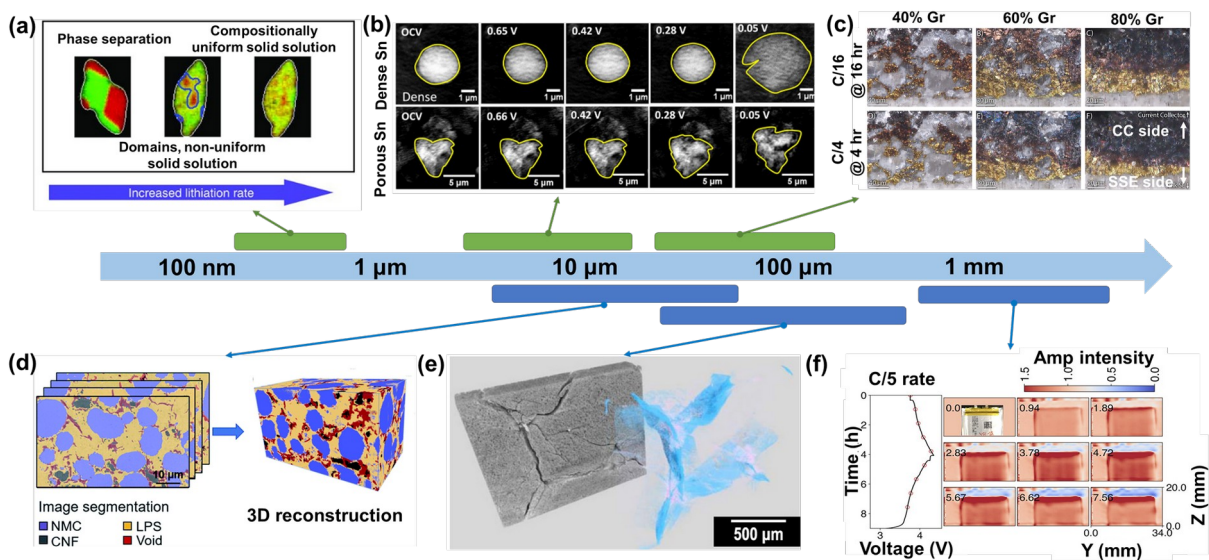 (a)
Phase separation
Compositionally
uniform solid solution
Domains, non-uniform
solid solution
Increased lithiation rate
(b)
Dense Sn
OCV
0.65 V
0.42 V
0.28 V
0.05 V
Dense
1 µm
1 µm
1 µm
1 µm
1 µm
Porous Sn
OCV
0.66 V
0.42 V
0.28 V
0.05 V
5 µm
5 µm
5 µm
5 µm
5 µm
(c)
40% Gr
60% Gr
80% Gr
C/16
@ 16 hr
C/4
@ 4 hr
A)
B)
C)
D)
E)
F)
Current Collector
CC side
SSE side
100 nm
1 µm
10 µm
100 µm
1 mm
(d)
10 µm
Image segmentation
NMC
LPS
CNF
Void
3D reconstruction
(e)
500 µm
(f)
Amp intensity
1.5
1.0
0.5
0.0
C/5 rate
Time (h)
0
2
4
6
8
3
4
Voltage (V)
0.0
0.94
1.89
2.83
3.78
4.72
5.67
6.62
7.56
20.0
0.0
Z (mm)
0.0
34.0
Y (mm)